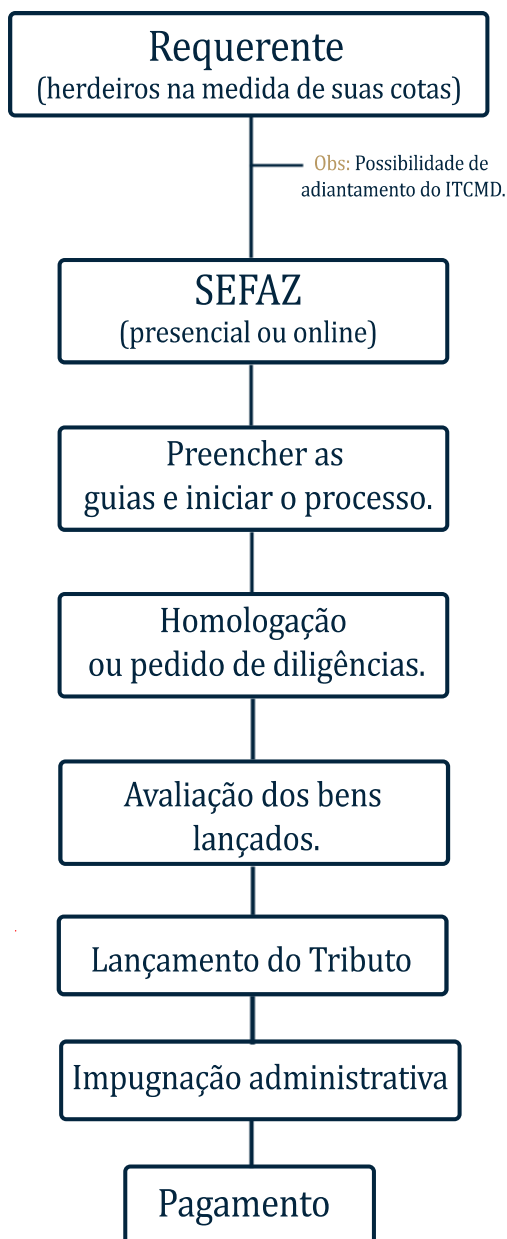 Requerente
(herdeiros na medida de suas cotas)
Obs: Possibilidade de
adiantamento do ITCMD.
SEFAZ
(presencial ou online)
Preencher as
guias e iniciar o processo.
Homologação
ou pedido de diligências.
Avaliação dos bens
lançados.
Lançamento do Tributo
Impugnação administrativa
Pagamento